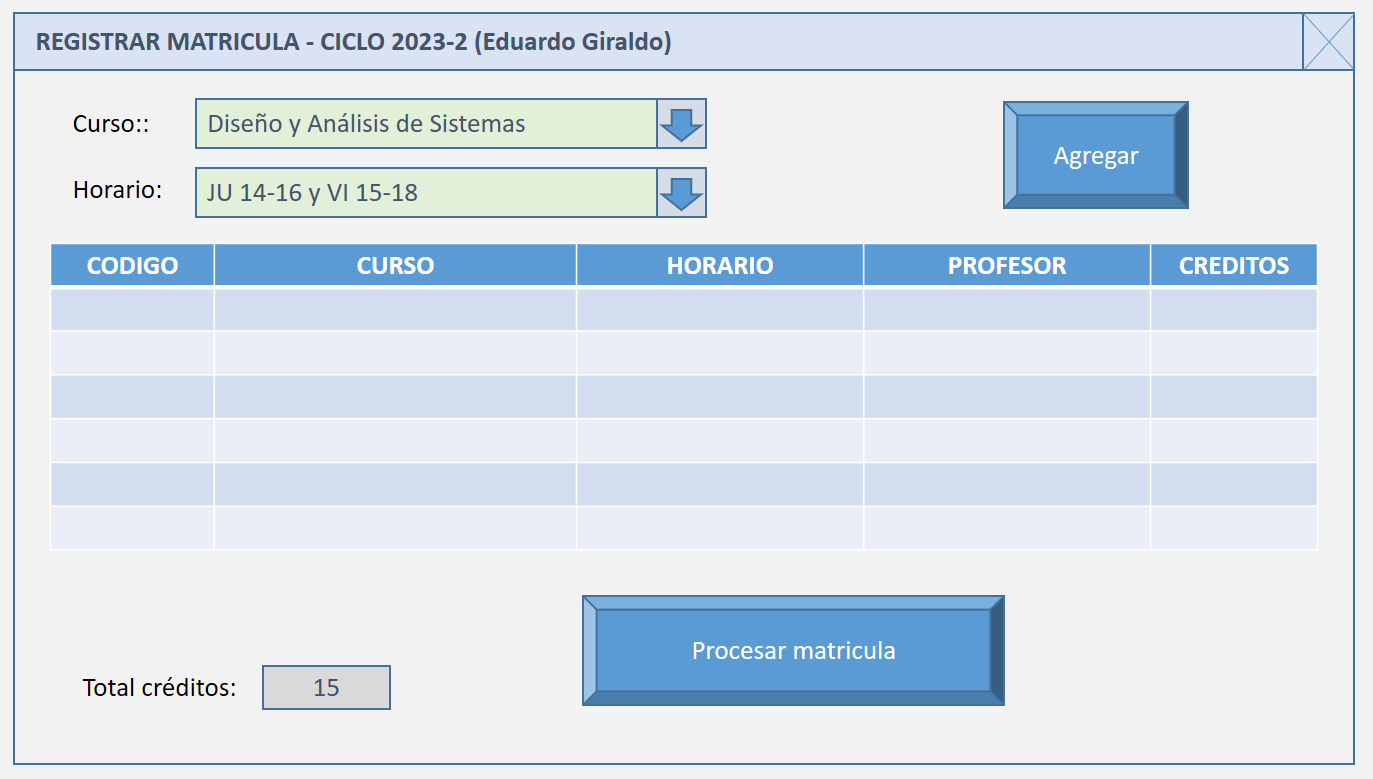 REGISTRAR MATRICULA - CICLO 2023-2 (Eduardo Giraldo)
Curso:: Diseño y Análisis de Sistemas
Agregar
Horario: JU 14-16 y VI 15-18
CODIGO CURSO HORARIO PROFESOR CREDITOS
Procesar matricula
Total créditos: 15